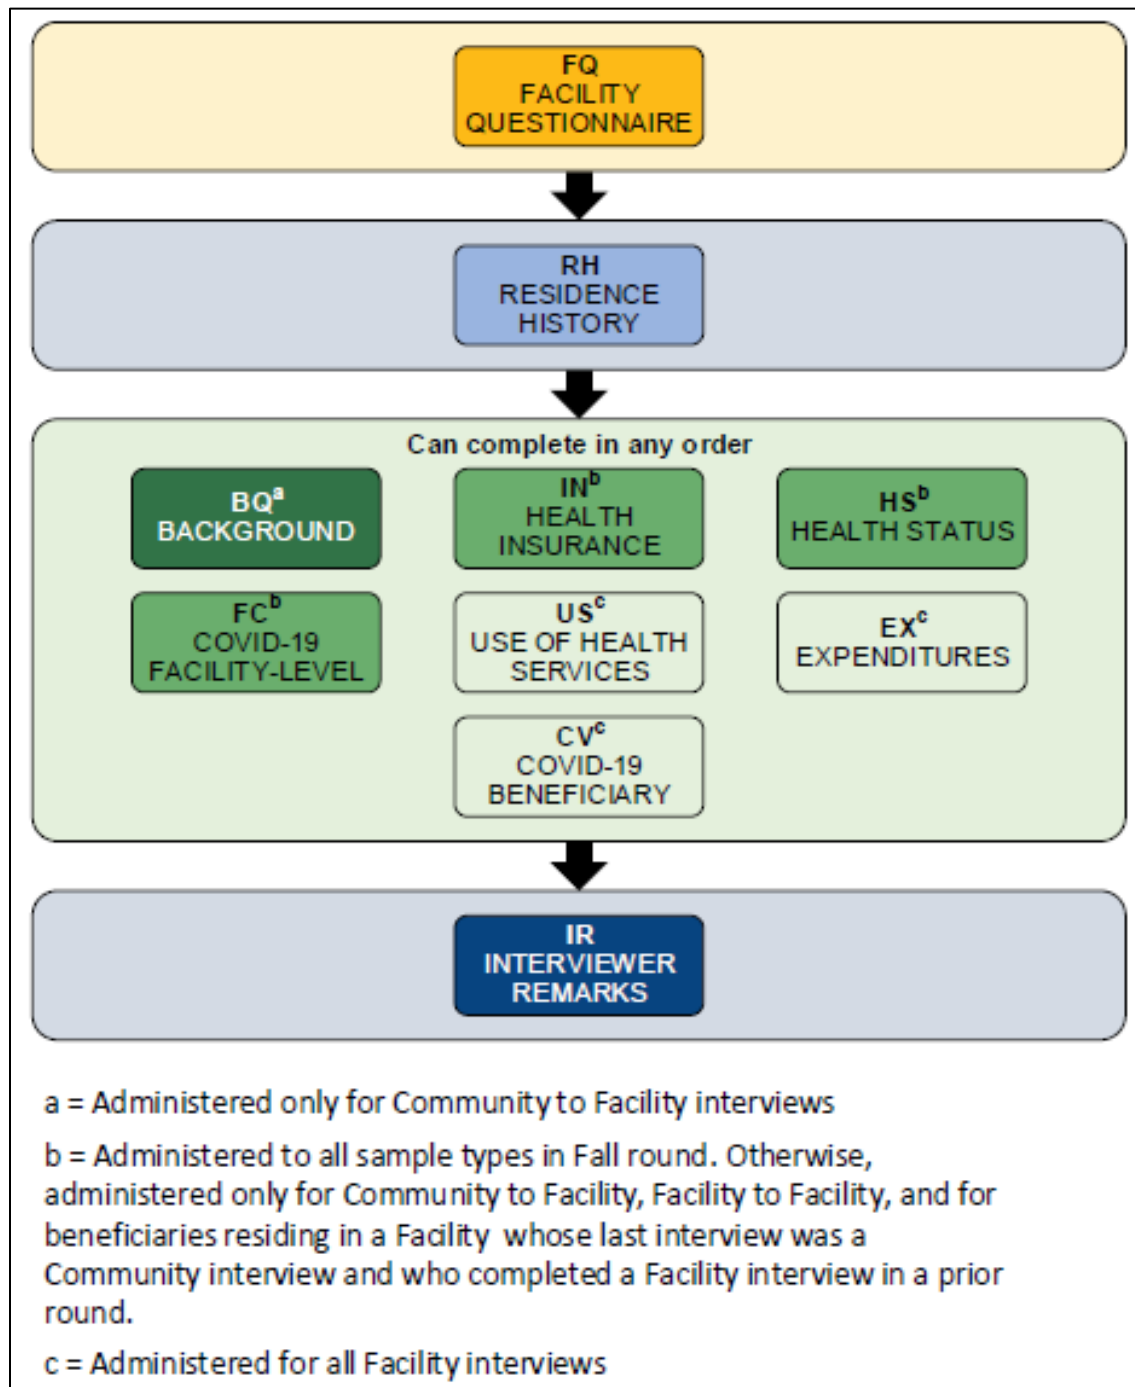 FQ
FACILITY
QUESTIONNAIRE
RH
RESIDENCE
HISTORY
Can complete in any order
BQa
BACKGROUND
INb
HEALTH
INSURANCE
HSb
HEALTH STATUS
FCb
COVID-19
FACILITY-LEVEL
USc
USE OF HEALTH
SERVICES
EXc
EXPENDITURES
CVc
COVID-19
BENEFICIARY
IR
INTERVIEWER
REMARKS
a = Administered only for Community to Facility interviews
b = Administered to all sample types in Fall round. Otherwise,
administered only for Community to Facility, Facility to Facility, and for
beneficiaries residing in a Facility whose last interview was a
Community interview and who completed a Facility interview in a prior
round.
c = Administered for all Facility interviews